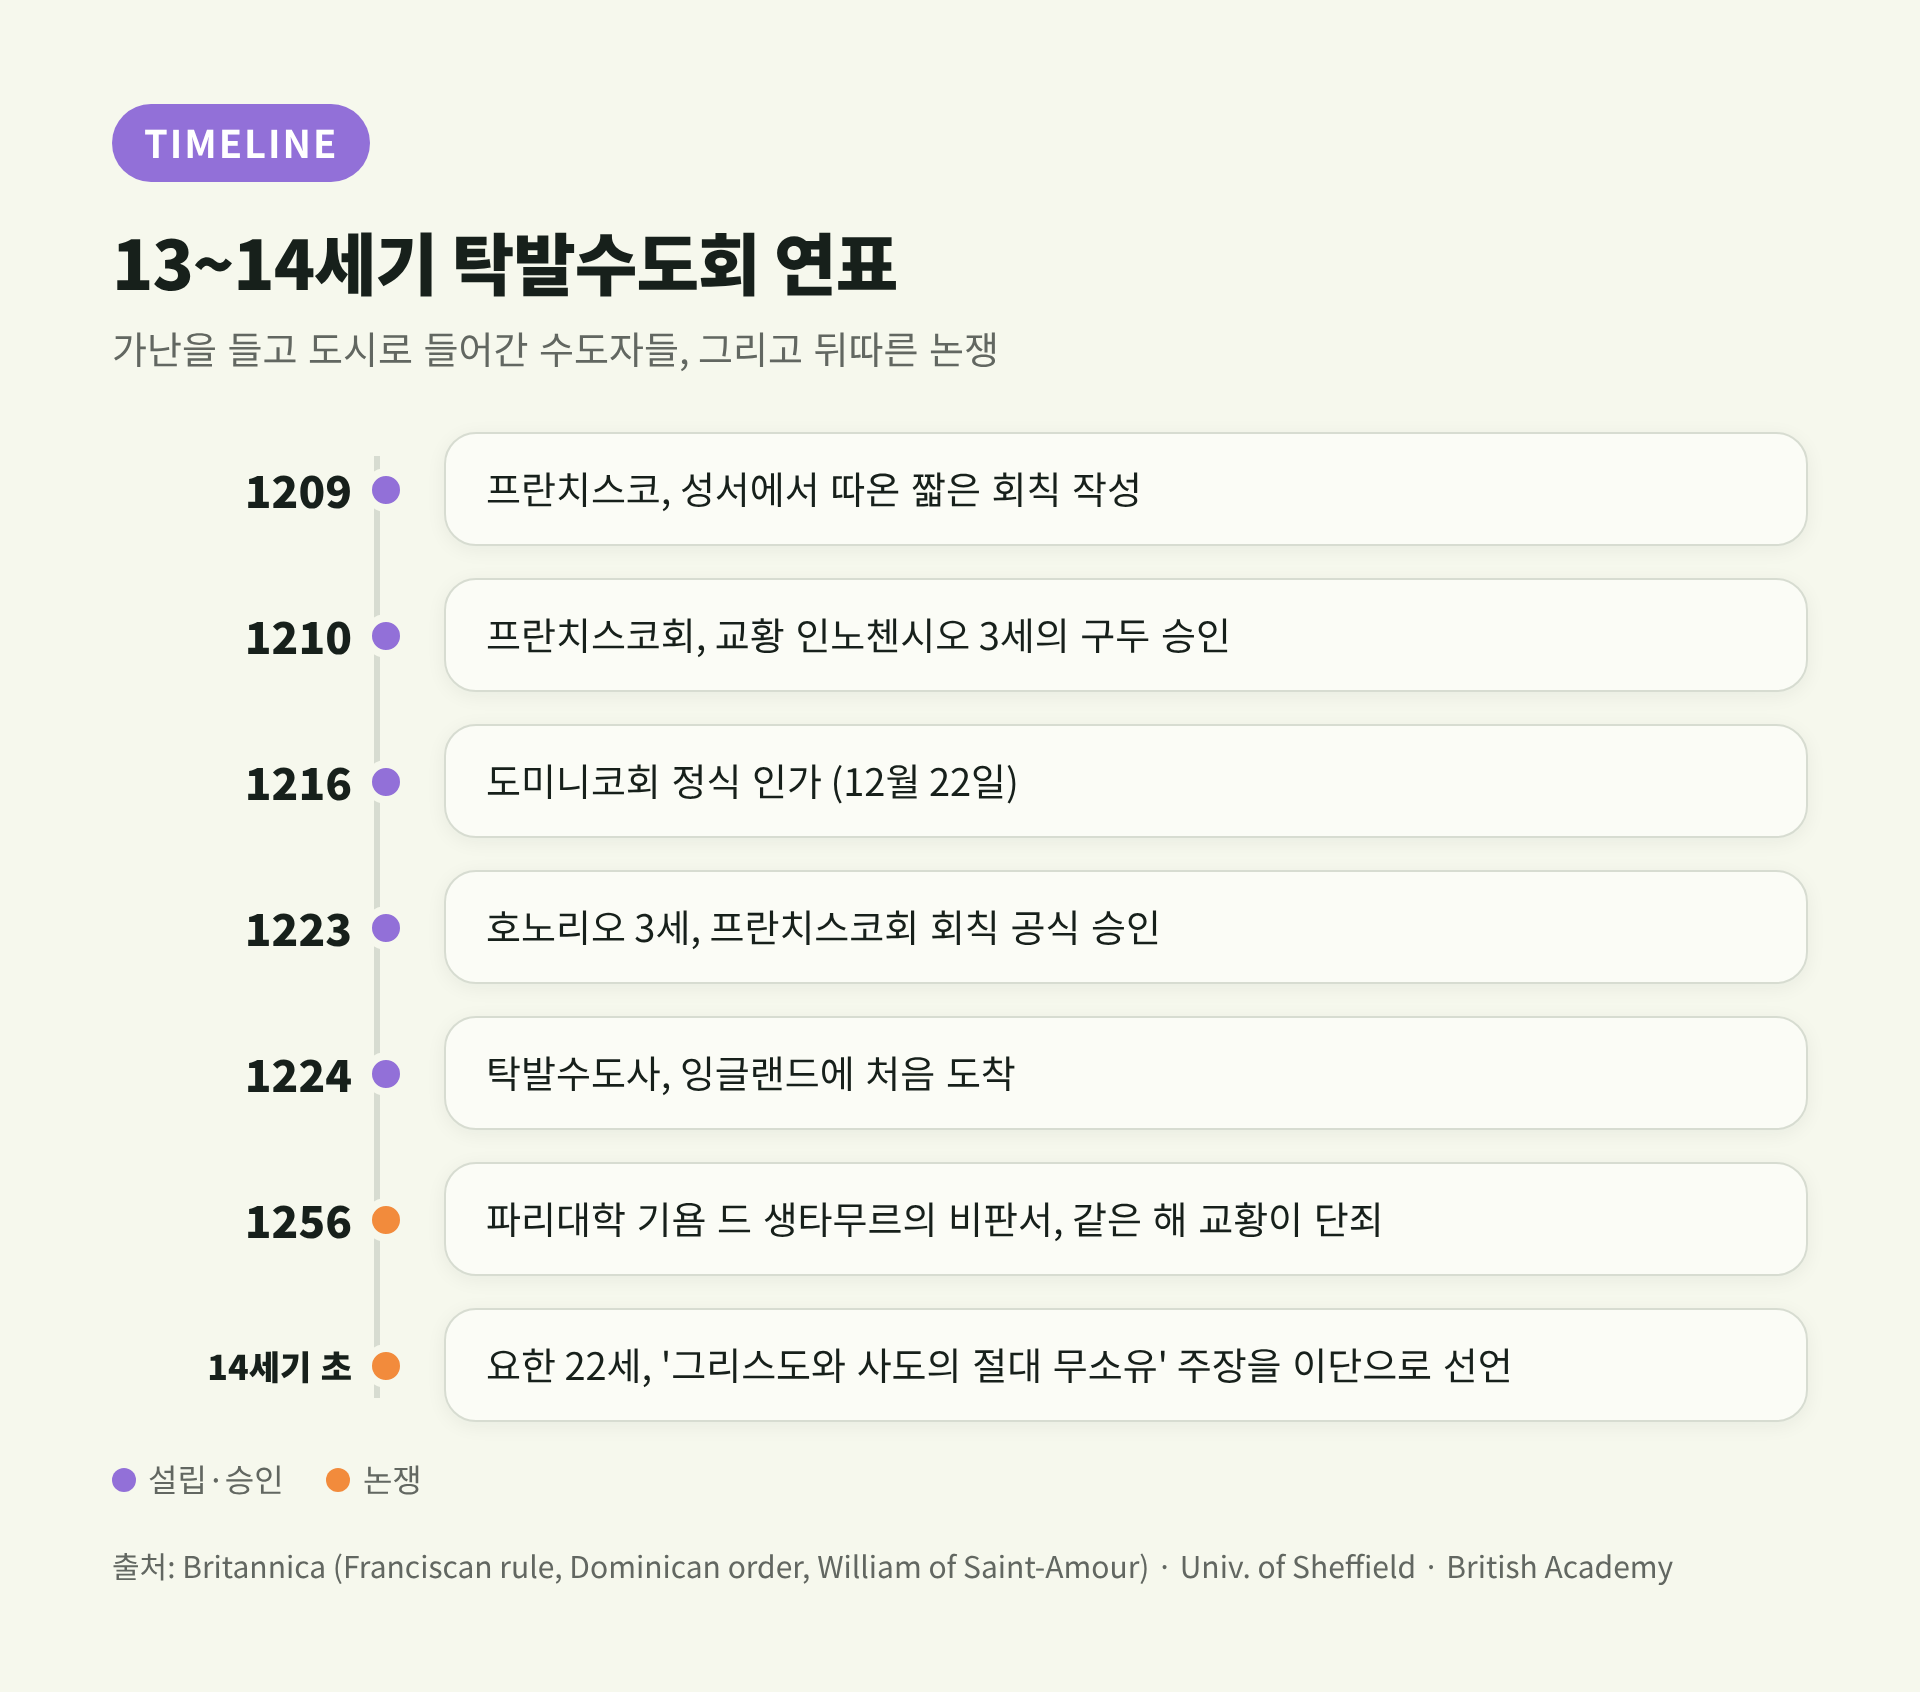 TIMELINE
13~14세기 탁발수도회 연표
가난을 들고 도시로 들어간 수도자들, 그리고 뒤따른 논쟁
1209 프란치스코, 성서에서 따온 짧은 회칙 작성
1210 프란치스코회, 교황 인노첸시오 3세의 구두 승인
1216 도미니코회 정식 인가 (12월 22일)
1223 호노리오 3세, 프란치스코회 회칙 공식 승인
1224 탁발수도사, 잉글랜드에 처음 도착
1256 파리대학 기욤 드 생타무르의 비판서, 같은 해 교황이 단죄
14세기 초 요한 22세, '그리스도와 사도의 절대 무소유' 주장을 이단으로 선언
설립·승인 논쟁
출처: Britannica (Franciscan rule, Dominican order, William of Saint-Amour) · Univ. of Sheffield · British Academy